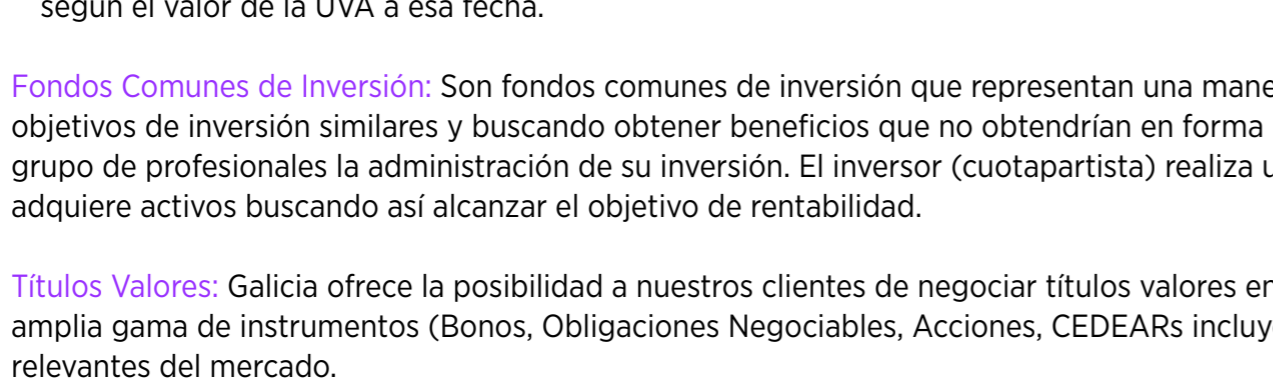 según el valor de la UVA a esa fecha.
Fondos Comunes de Inversión: Son fondos comunes de inversión que representan una mane
objetivos de inversión similares y buscando obtener beneficios que no obtendrían en forma
grupo de profesionales la administración de su inversión. El inversor (cuotapartista) realiza u
adquiere activos buscando así alcanzar el objetivo de rentabilidad.
Títulos Valores: Galicia ofrece la posibilidad a nuestros clientes de negociar títulos valores en
amplia gama de instrumentos (Bonos, Obligaciones Negociables, Acciones, CEDEARs incluy
relevantes del mercado.